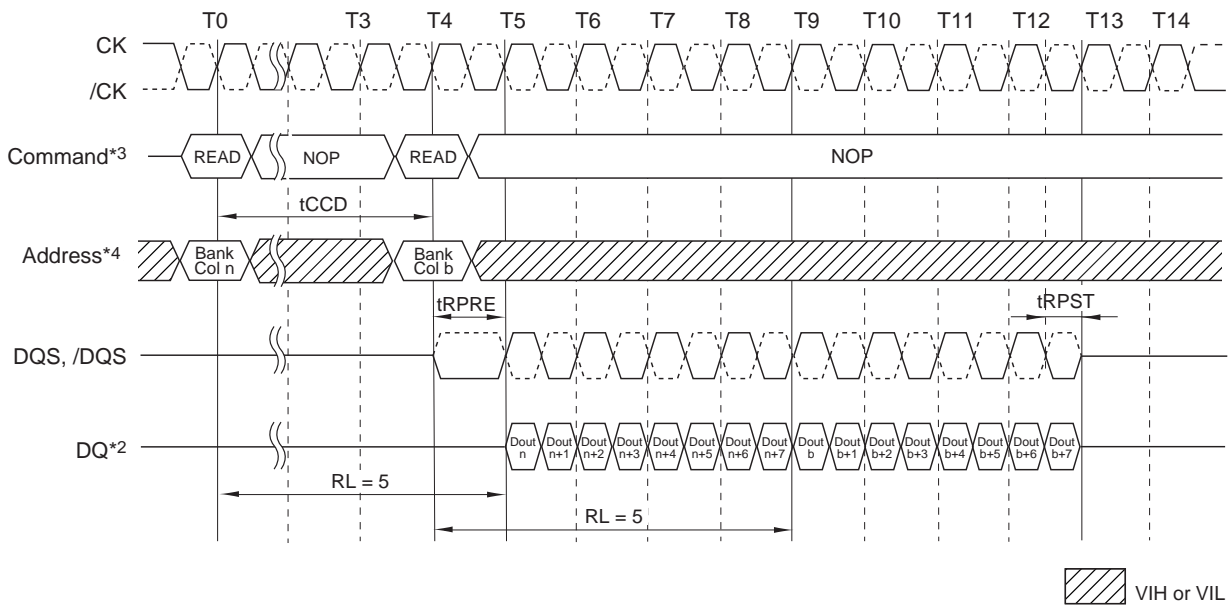 T0 T3 T4 T5 T6 T7 T8 T9 T10 T11 T12 T13 T14
CK
/CK
Command*3 READ NOP READ NOP
tCCD
Address*4 Bank Col n Bank Col b
tRPRE tRPST
DQS, /DQS
DQ*2 Dout n Dout n+1 Dout n+2 Dout n+3 Dout n+4 Dout n+5 Dout n+6 Dout n+7 Dout b Dout b+1 Dout b+2 Dout b+3 Dout b+4 Dout b+5 Dout b+6 Dout b+7
RL = 5
RL = 5
VIH or VIL